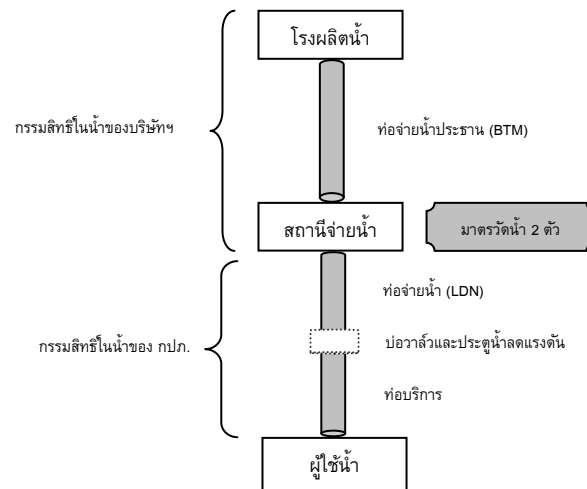 โรงผลิตน้ำ
กรรมสิทธิ์ในน้ำของบริษัทฯ
ท่อจ่ายน้ำประธาน (BTM)
สถานีจ่ายน้ำ
มาตรวัดน้ำ 2 ตัว
ท่อจ่ายน้ำ (LDN)
กรรมสิทธิ์ในน้ำของ กปภ.
บ่อวาล์วและประตูน้ำลดแรงดัน
ท่อบริการ
ผู้ใช้น้ำ